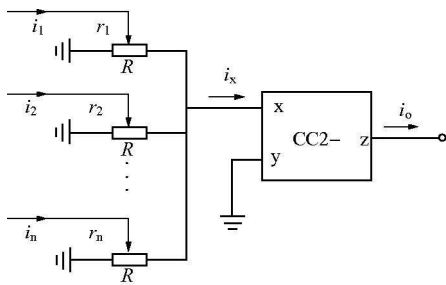 i₁ r₁
R
i₂ r₂
R
iₙ rₙ
R
iₓ
x
CC2−
y
z
iₒ